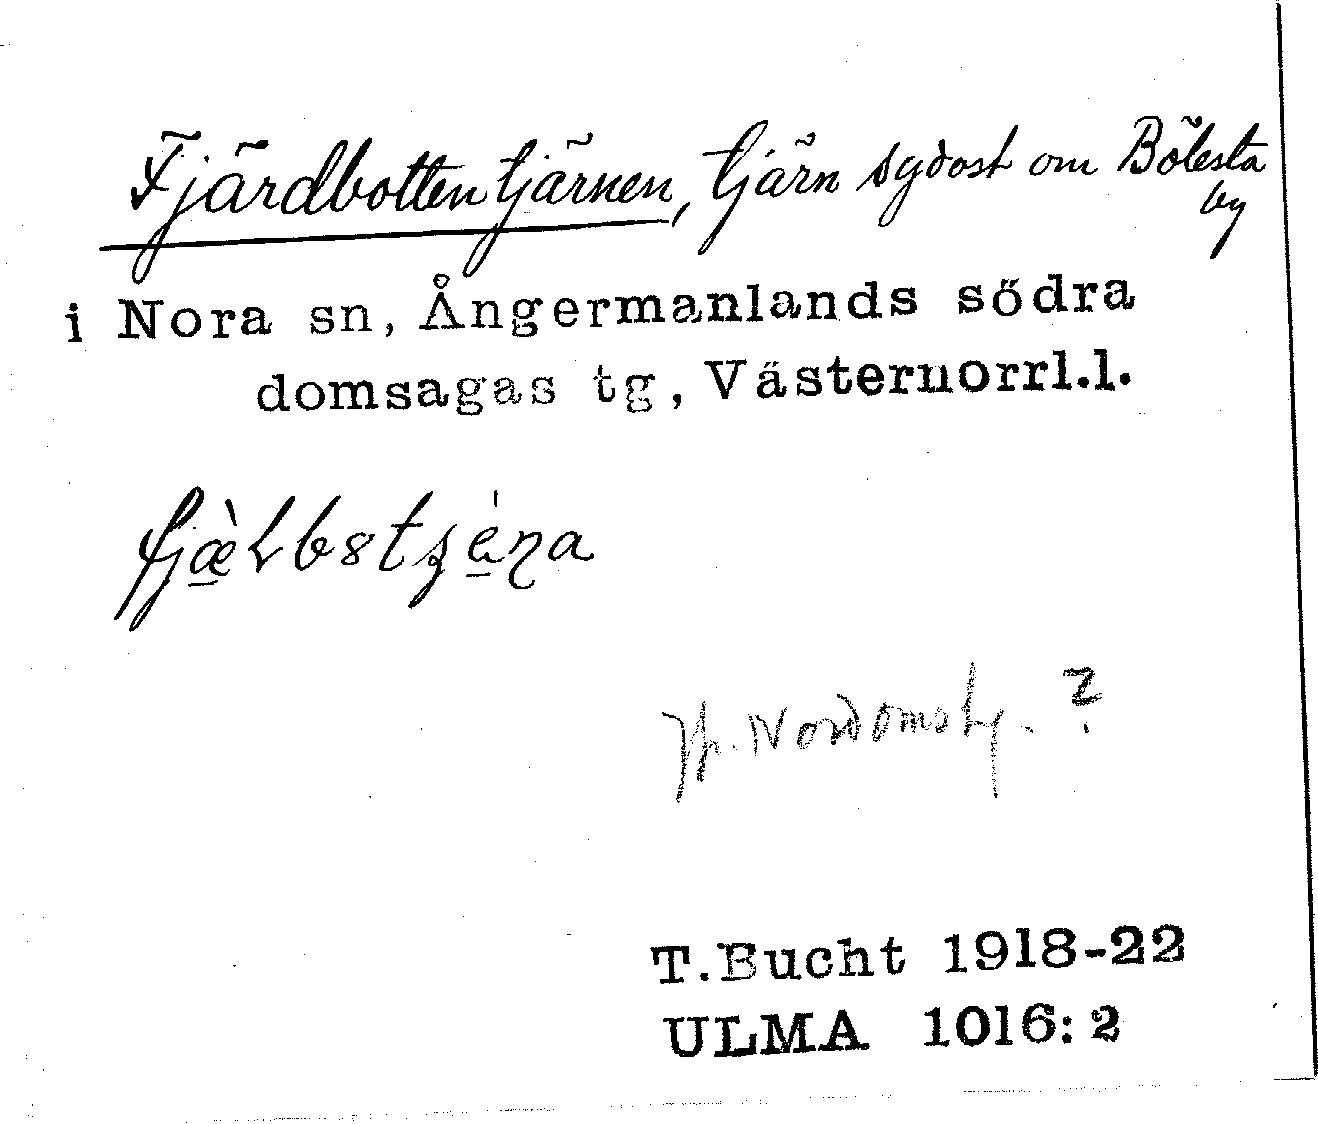 Fjärdbottentjärnen, tjärn sydost om Bölesta
by
i Nora sn, Ångermanlands södra
domsagas tg, Västernorrl.l.
Nordomsty. ?
T.Bucht 1918-22
ULMA 1016:2